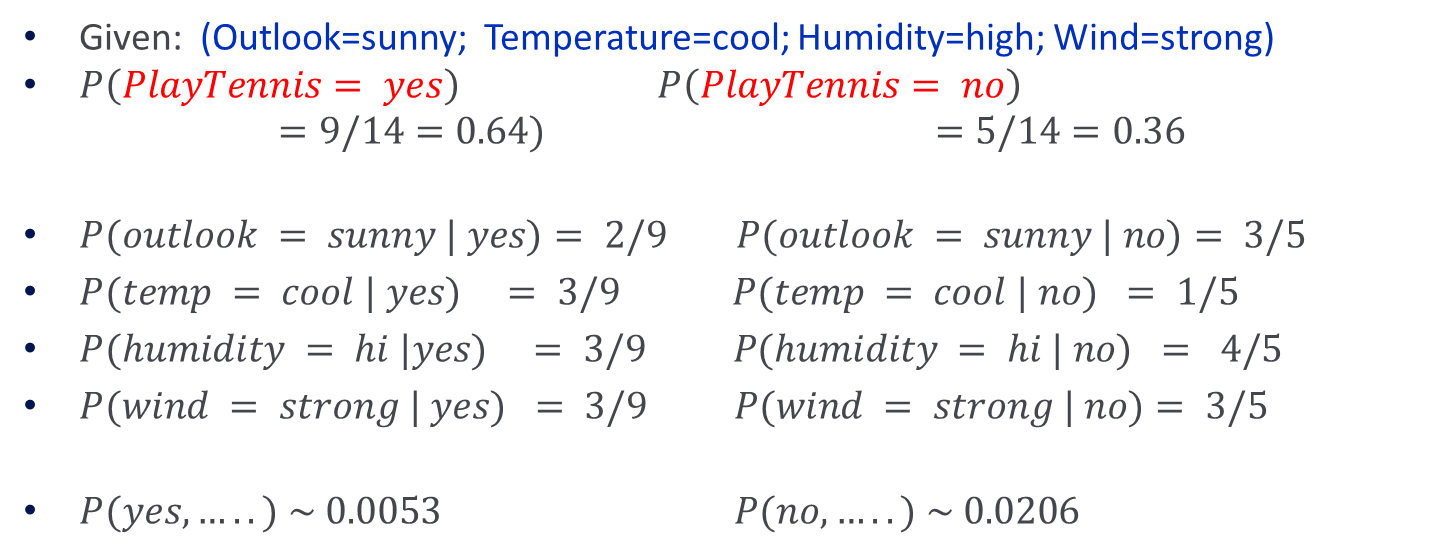 • Given: (Outlook=sunny; Temperature=cool; Humidity=high; Wind=strong)
• P(PlayTennis = yes) P(PlayTennis = no)
= 9/14 = 0.64) = 5/14 = 0.36
• P(outlook = sunny | yes) = 2/9 P(outlook = sunny | no) = 3/5
• P(temp = cool | yes) = 3/9 P(temp = cool | no) = 1/5
• P(humidity = hi |yes) = 3/9 P(humidity = hi | no) = 4/5
• P(wind = strong | yes) = 3/9 P(wind = strong | no) = 3/5
• P(yes, … . . ) ~ 0.0053 P(no, … . . ) ~ 0.0206